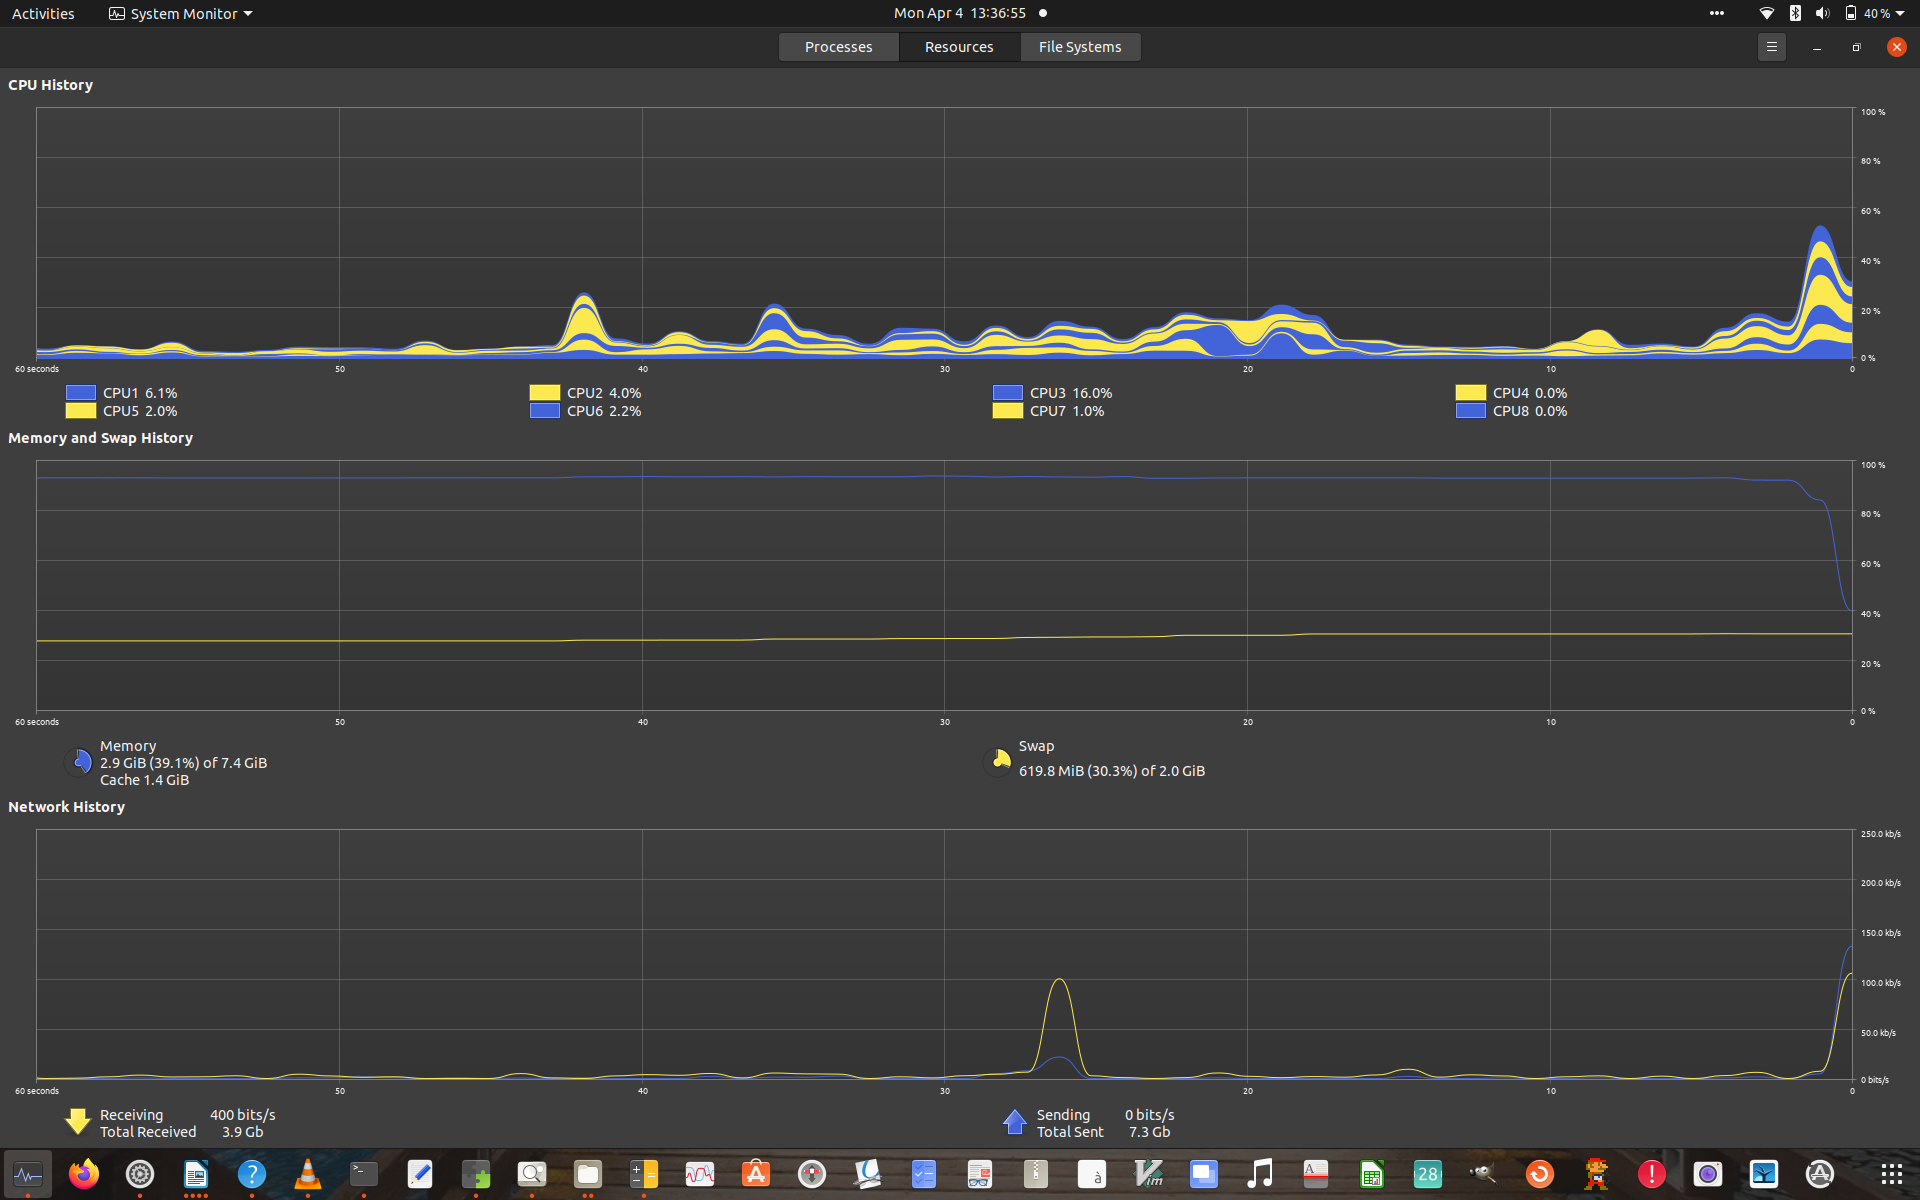 Activities System Monitor Mon Apr 4 13:36:55 40 %
Processes Resources File Systems
CPU History
100 %
80 %
60 %
40 %
20 %
0 %
60 seconds 50 40 30 20 10 0
CPU1 6.1% CPU2 4.0% CPU3 16.0% CPU4 0.0%
CPU5 2.0% CPU6 2.2% CPU7 1.0% CPU8 0.0%
Memory and Swap History
100 %
80 %
60 %
40 %
20 %
0 %
60 seconds 50 40 30 20 10 0
Memory
2.9 GiB (39.1%) of 7.4 GiB
Cache 1.4 GiB
Swap
619.8 MiB (30.3%) of 2.0 GiB
Network History
250.0 kb/s
200.0 kb/s
150.0 kb/s
100.0 kb/s
50.0 kb/s
0 bits/s
60 seconds 50 40 30 20 10 0
Receiving 400 bits/s
Total Received 3.9 Gb
Sending 0 bits/s
Total Sent 7.3 Gb
? >_ A à Vim A 28 !